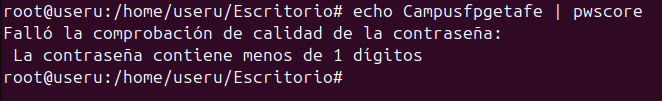 root@useru:/home/useru/Escritorio# echo Campusfpgetafe | pwscore
Falló la comprobación de calidad de la contraseña:
 La contraseña contiene menos de 1 dígitos
root@useru:/home/useru/Escritorio#